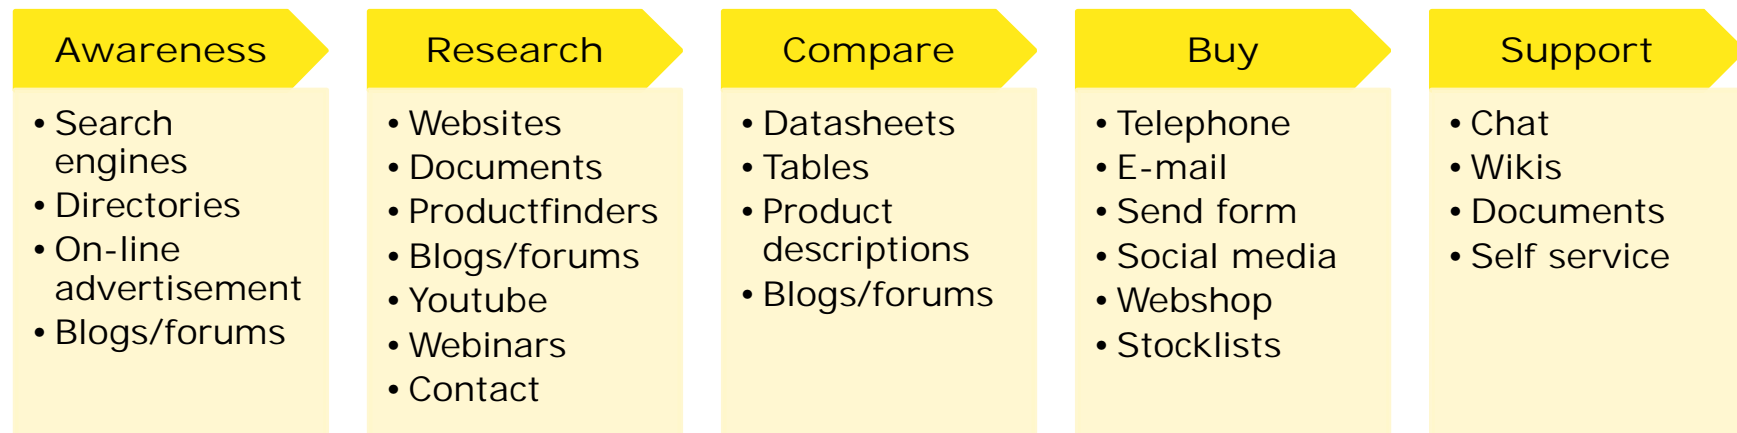 Awareness
• Search
engines
• Directories
• On-line
advertisement
• Blogs/forums
Research
• Websites
• Documents
• Productfinders
• Blogs/forums
• Youtube
• Webinars
• Contact
Compare
• Datasheets
• Tables
• Product
descriptions
• Blogs/forums
Buy
• Telephone
• E-mail
• Send form
• Social media
• Webshop
• Stocklists
Support
• Chat
• Wikis
• Documents
• Self service